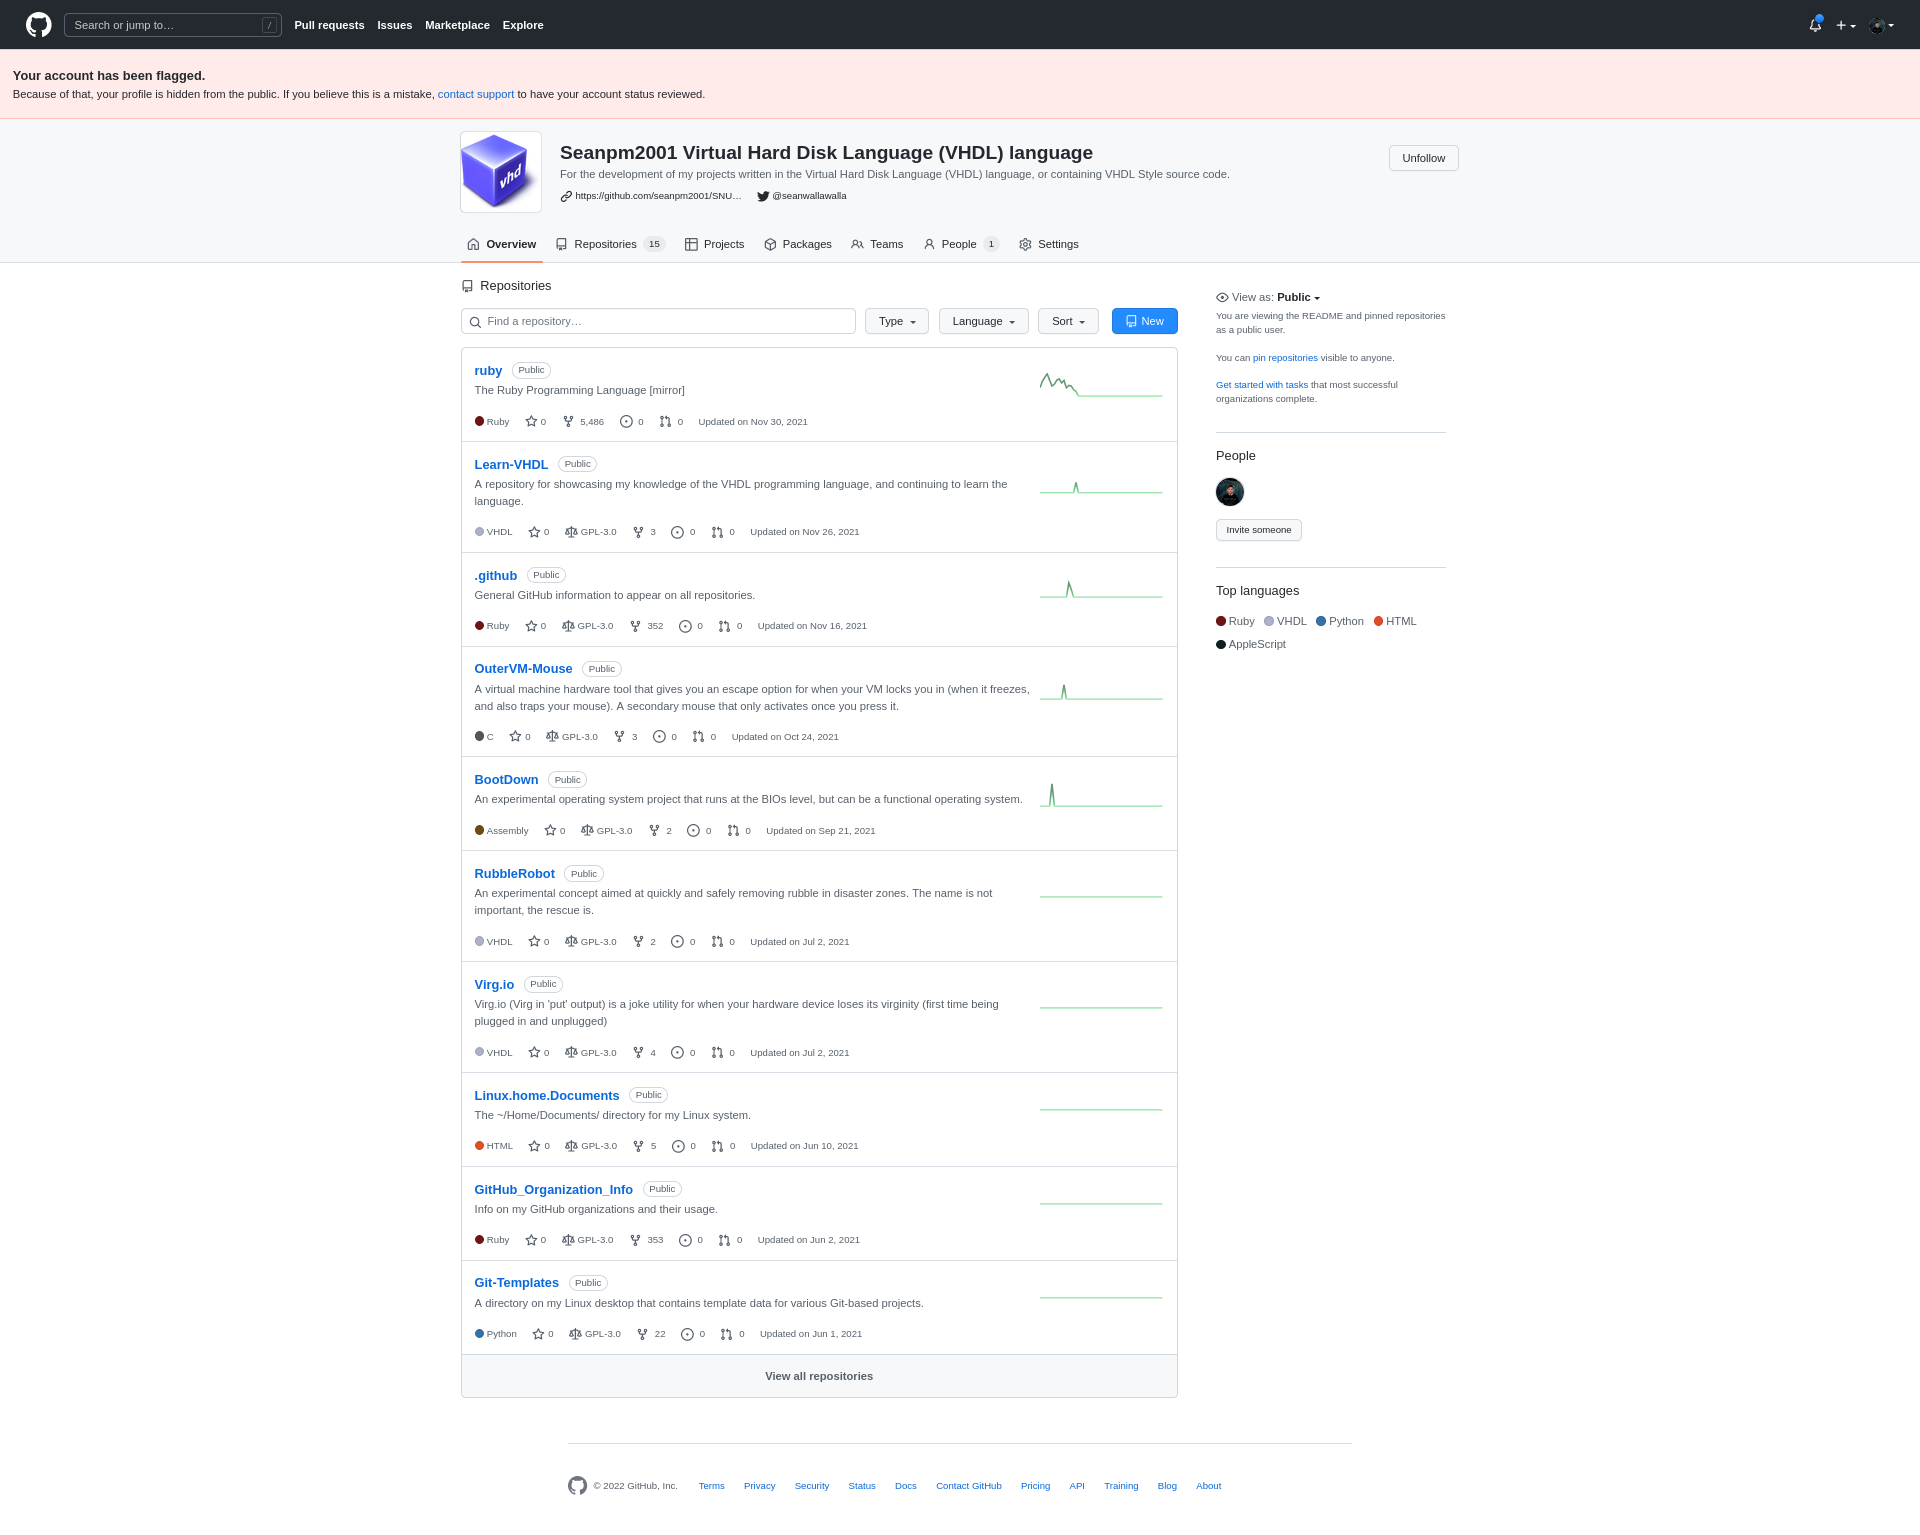 Search or jump to…
/
Pull requests
Issues
Marketplace
Explore
Your account has been flagged.
Because of that, your profile is hidden from the public. If you believe this is a mistake, contact support to have your account status reviewed.
vhd
Seanpm2001 Virtual Hard Disk Language (VHDL) language
For the development of my projects written in the Virtual Hard Disk Language (VHDL) language, or containing VHDL Style source code.
https://github.com/seanpm2001/SNU…
@seanwallawalla
Unfollow
Overview
Repositories 15
Projects
Packages
Teams
People 1
Settings
Repositories
Find a repository…
Type
Language
Sort
New
ruby Public
The Ruby Programming Language [mirror]
Ruby 0 5,486 0 0 Updated on Nov 30, 2021
Learn-VHDL Public
A repository for showcasing my knowledge of the VHDL programming language, and continuing to learn the
language.
VHDL 0 GPL-3.0 3 0 0 Updated on Nov 26, 2021
.github Public
General GitHub information to appear on all repositories.
Ruby 0 GPL-3.0 352 0 0 Updated on Nov 16, 2021
OuterVM-Mouse Public
A virtual machine hardware tool that gives you an escape option for when your VM locks you in (when it freezes,
and also traps your mouse). A secondary mouse that only activates once you press it.
C 0 GPL-3.0 3 0 0 Updated on Oct 24, 2021
BootDown Public
An experimental operating system project that runs at the BIOs level, but can be a functional operating system.
Assembly 0 GPL-3.0 2 0 0 Updated on Sep 21, 2021
RubbleRobot Public
An experimental concept aimed at quickly and safely removing rubble in disaster zones. The name is not
important, the rescue is.
VHDL 0 GPL-3.0 2 0 0 Updated on Jul 2, 2021
Virg.io Public
Virg.io (Virg in 'put' output) is a joke utility for when your hardware device loses its virginity (first time being
plugged in and unplugged)
VHDL 0 GPL-3.0 4 0 0 Updated on Jul 2, 2021
Linux.home.Documents Public
The ~/Home/Documents/ directory for my Linux system.
HTML 0 GPL-3.0 5 0 0 Updated on Jun 10, 2021
GitHub_Organization_Info Public
Info on my GitHub organizations and their usage.
Ruby 0 GPL-3.0 353 0 0 Updated on Jun 2, 2021
Git-Templates Public
A directory on my Linux desktop that contains template data for various Git-based projects.
Python 0 GPL-3.0 22 0 0 Updated on Jun 1, 2021
View all repositories
View as: Public
You are viewing the README and pinned repositories
as a public user.
You can pin repositories visible to anyone.
Get started with tasks that most successful
organizations complete.
People
Invite someone
Top languages
Ruby VHDL Python HTML
AppleScript
© 2022 GitHub, Inc.
Terms
Privacy
Security
Status
Docs
Contact GitHub
Pricing
API
Training
Blog
About